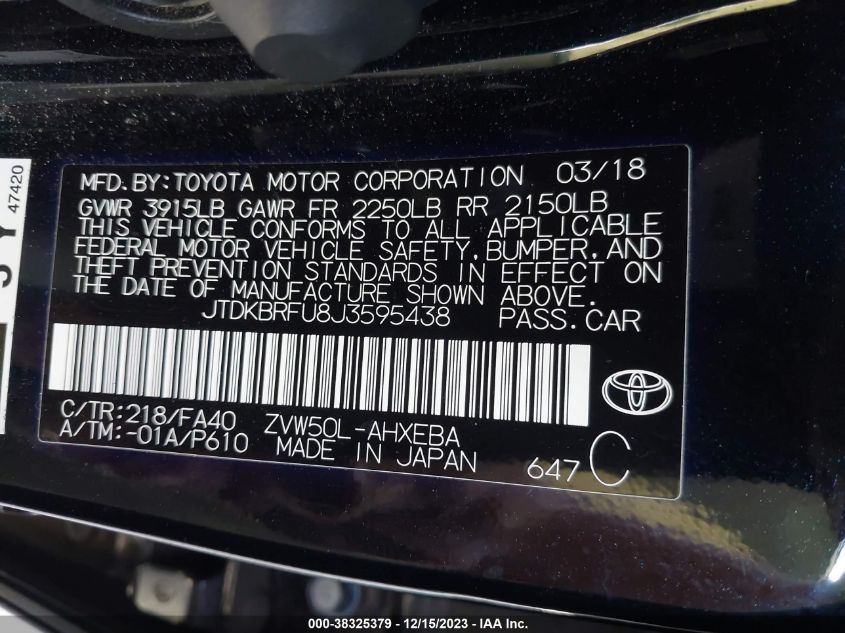 MFD.BY:TOYOTA MOTOR CORPORATION 03/18
GVWR 3915LB GAWR FR 2250LB RR 2150LB
THIS VEHICLE CONFORMS TO ALL APPLICABLE
FEDERAL MOTOR VEHICLE SAFETY,BUMPER,AND
THEFT PREVENTION STANDARDS IN EFFECT ON
THE DATE OF MANUFACTURE SHOWN ABOVE.
JTDKBRFU8J3595438 PASS.CAR
C/TR:218/FA40 ZVW50L-AHXEBA
A/TM:-01A/P610 MADE IN JAPAN
647 C
47420
000-38325379 - 12/15/2023 - IAA Inc.